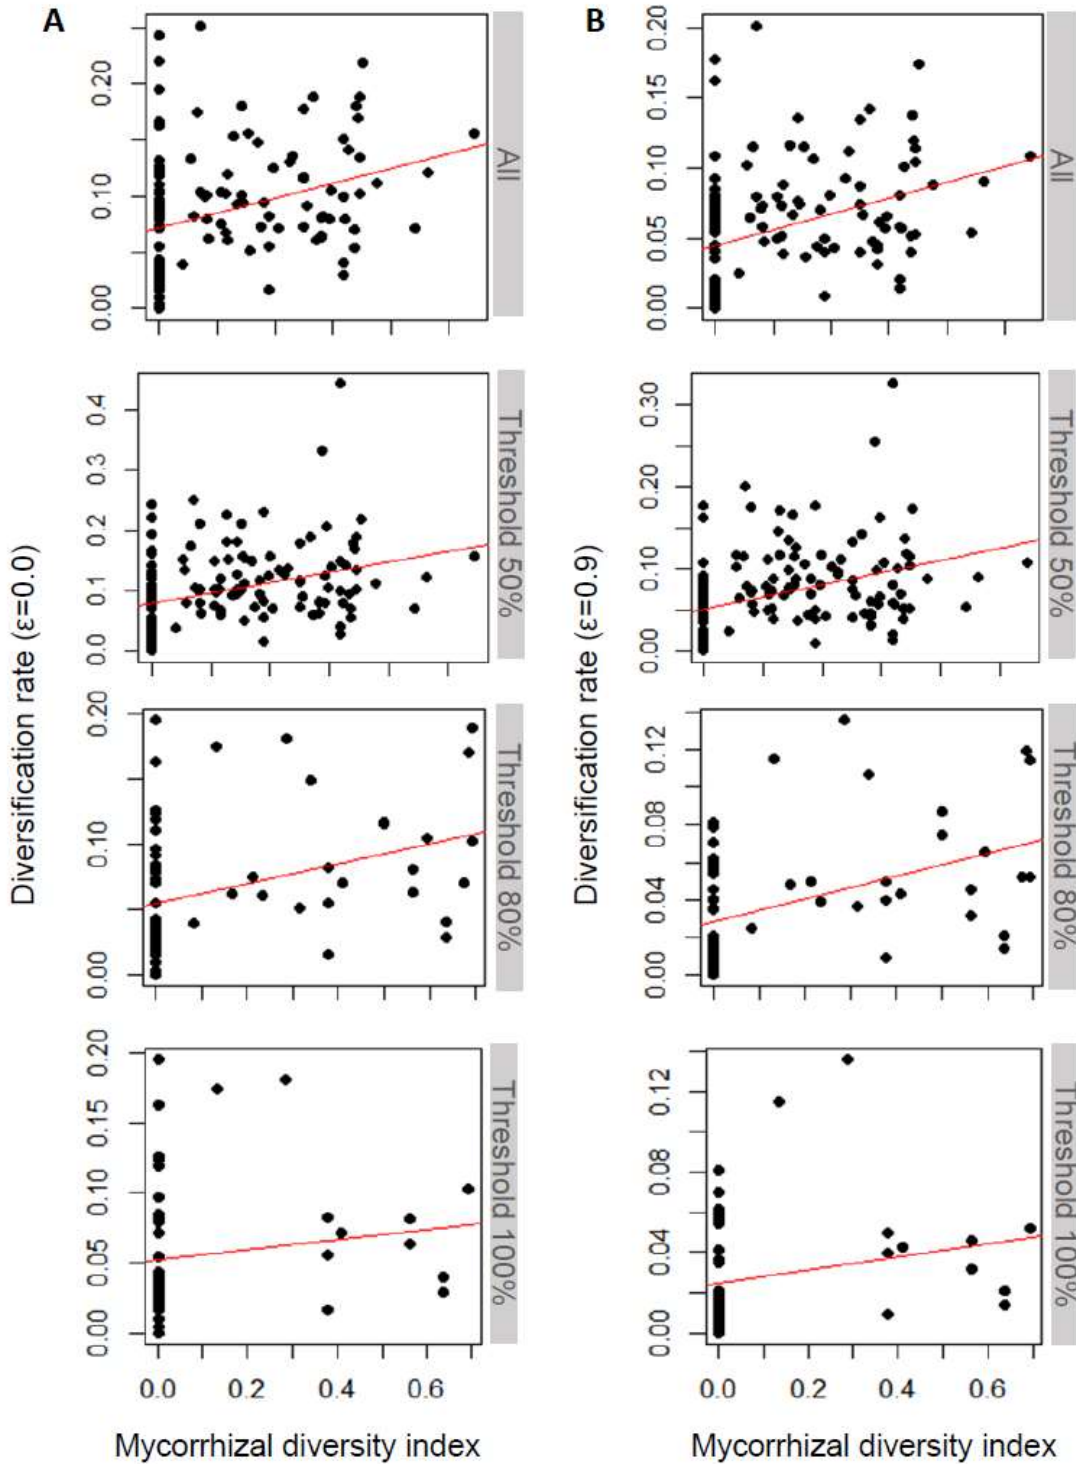 A
B
0.00 0.10 0.20
All
0.00 0.05 0.10 0.15 0.20
All
0.0 0.1 0.2 0.3 0.4
Threshold 50%
0.00 0.10 0.20 0.30
Threshold 50%
Diversification rate (ε=0.0)
Diversification rate (ε=0.9)
0.00 0.10 0.20
Threshold 80%
0.00 0.04 0.08 0.12
Threshold 80%
0.00 0.05 0.10 0.15 0.20
Threshold 100%
0.00 0.04 0.08 0.12
Threshold 100%
0.0 0.2 0.4 0.6
0.0 0.2 0.4 0.6
Mycorrhizal diversity index
Mycorrhizal diversity index